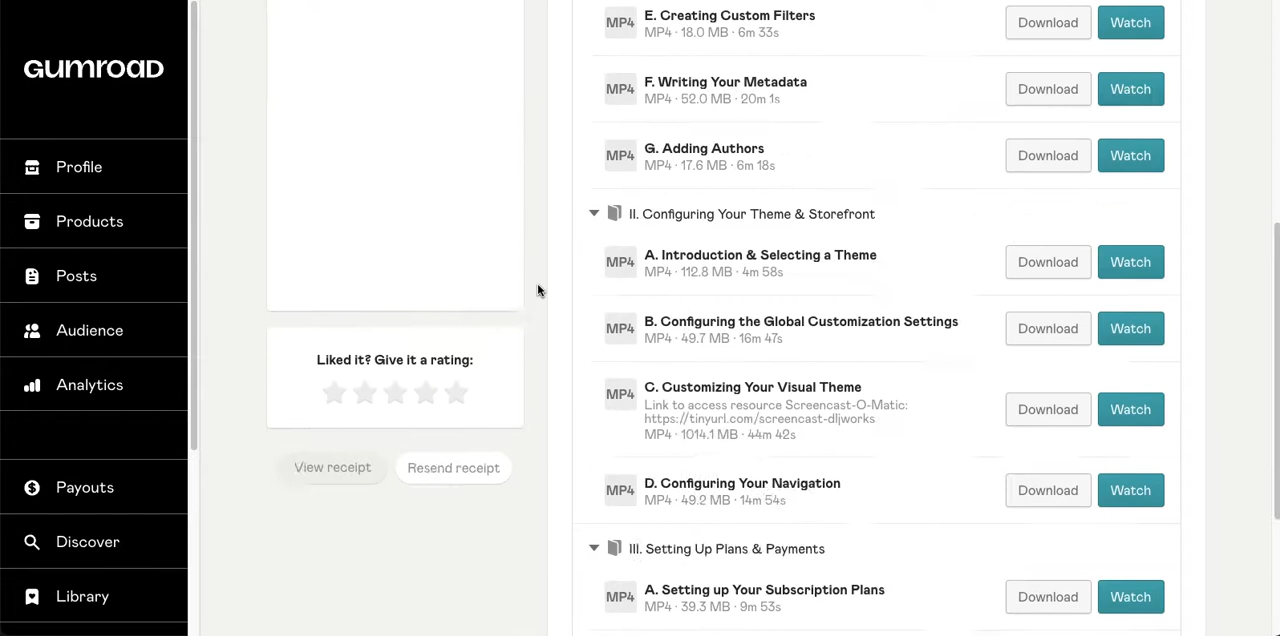 GUMROAD
Profile
Products
Posts
Audience
Analytics
Payouts
Discover
Library
Liked it? Give it a rating:
View receipt
Resend receipt
MP4
E. Creating Custom Filters
MP4 · 18.0 MB · 6m 33s
Download
Watch
MP4
F. Writing Your Metadata
MP4 · 52.0 MB · 20m 1s
Download
Watch
MP4
G. Adding Authors
MP4 · 17.6 MB · 6m 18s
Download
Watch
II. Configuring Your Theme & Storefront
MP4
A. Introduction & Selecting a Theme
MP4 · 112.8 MB · 4m 58s
Download
Watch
MP4
B. Configuring the Global Customization Settings
MP4 · 49.7 MB · 16m 47s
Download
Watch
MP4
C. Customizing Your Visual Theme
Link to access resource Screencast-O-Matic:
https://tinyurl.com/screencast-dljworks
MP4 · 1014.1 MB · 44m 42s
Download
Watch
MP4
D. Configuring Your Navigation
MP4 · 49.2 MB · 14m 54s
Download
Watch
III. Setting Up Plans & Payments
MP4
A. Setting up Your Subscription Plans
MP4 · 39.3 MB · 9m 53s
Download
Watch